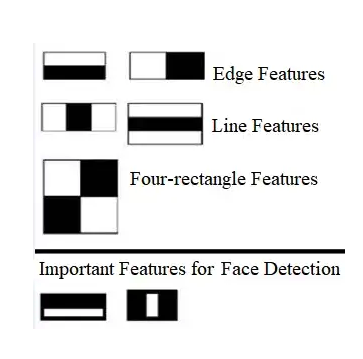 Edge Features
Line Features
Four-rectangle Features
Important Features for Face Detection